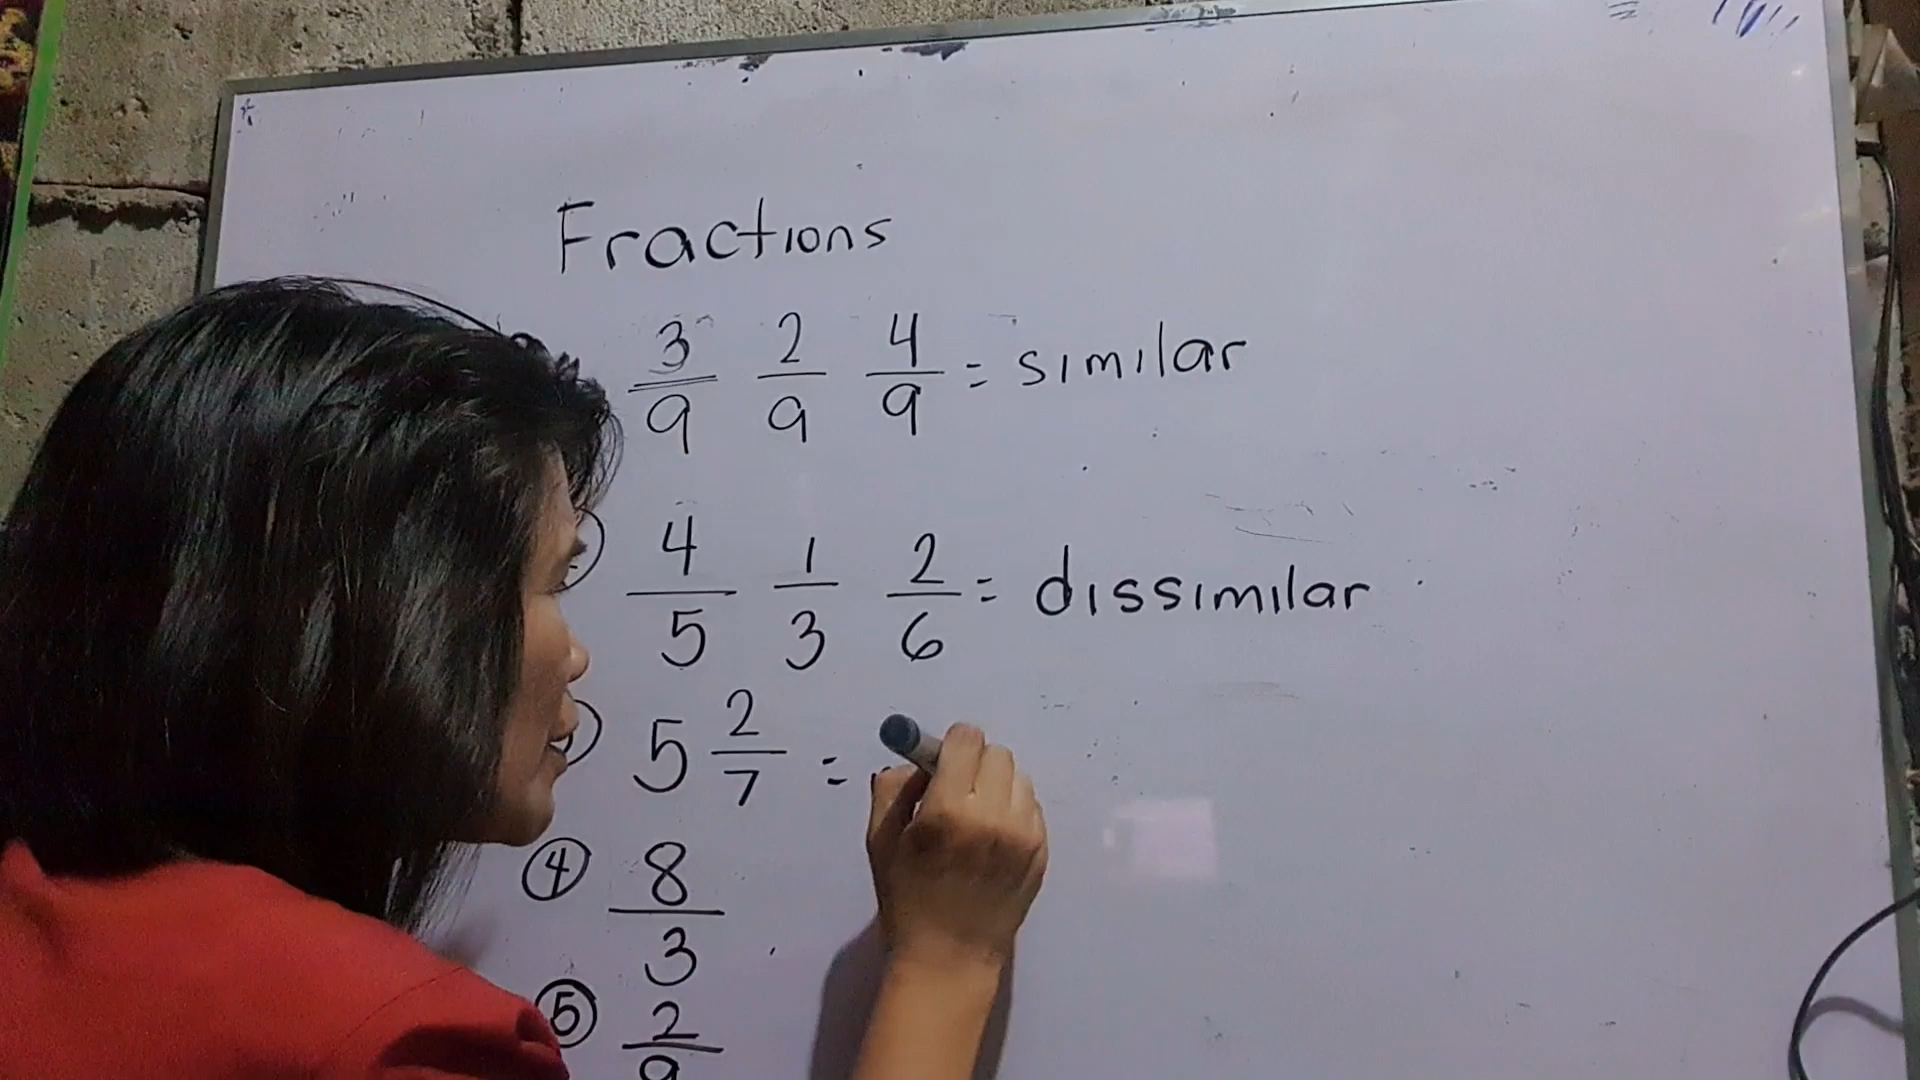 Fractions
3/9 2/9 4/9 = similar
4/5 1/3 2/6 = dissimilar
5 2/7 =
④ 8/3
⑤ 2/9